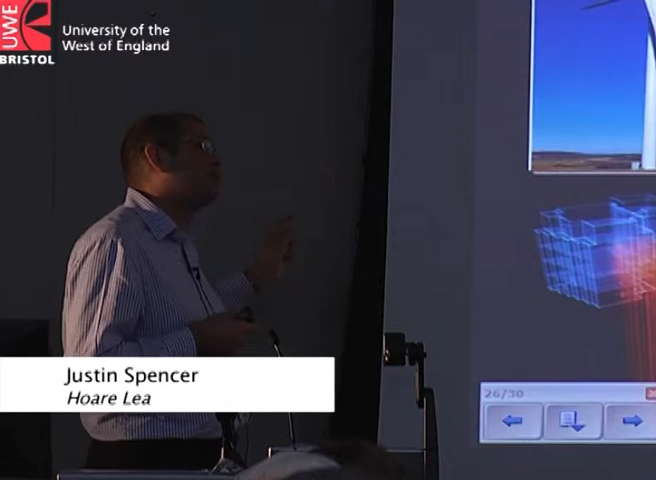 UWE
BRISTOL
University of the
West of England
Justin Spencer
Hoare Lea
26/30